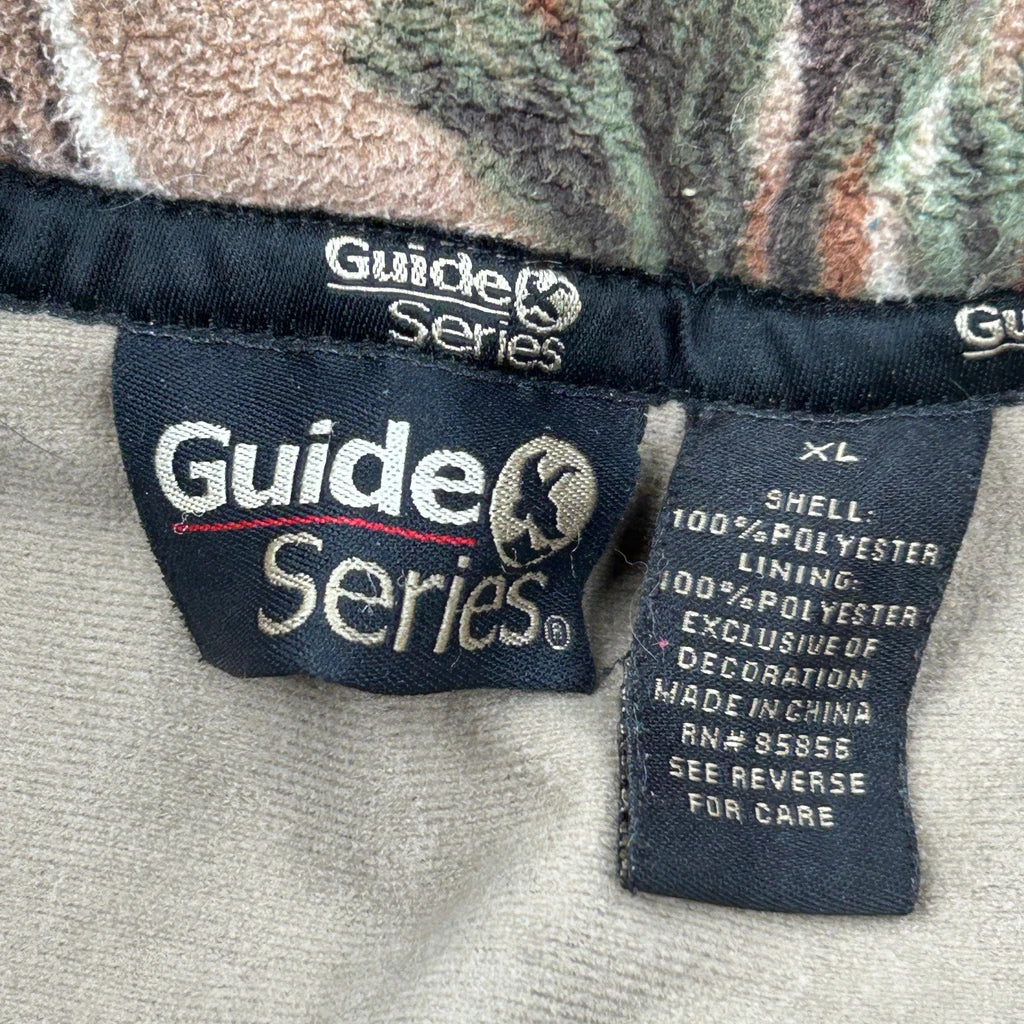 Guide
Series
Gu
Guide
Series®
XL
SHELL:
100%POLYESTER
LINING:
100%POLYESTER
EXCLUSIVE OF
DECORATION
MADE IN CHINA
RN# 85856
SEE REVERSE
FOR CARE